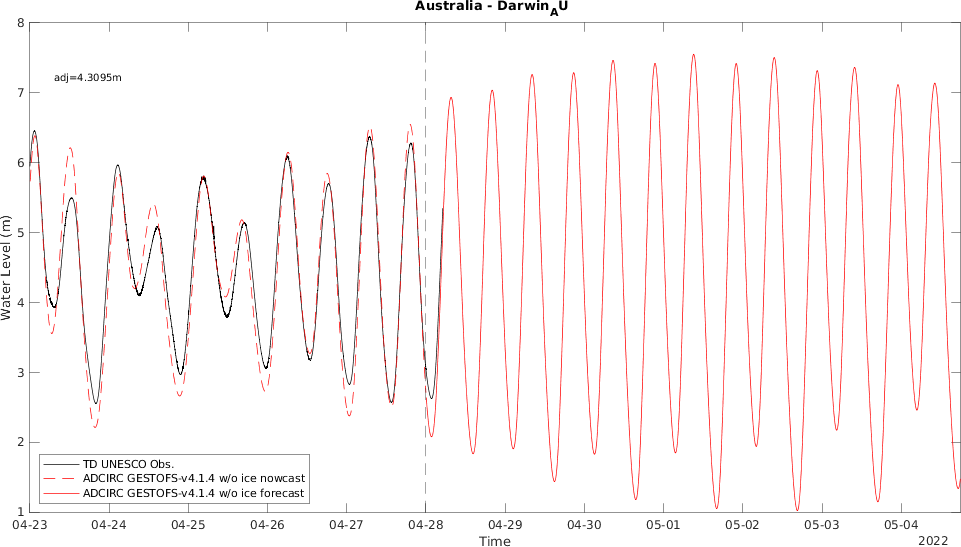 Australia - Darwin_AU
8
adj=4.3095m
7
6
5
Water Level (m)
4
3
2
TD UNESCO Obs.
ADCIRC GESTOFS-v4.1.4 w/o ice nowcast
ADCIRC GESTOFS-v4.1.4 w/o ice forecast
1
04-23 04-24 04-25 04-26 04-27 04-28 04-29 04-30 05-01 05-02 05-03 05-04
Time
2022